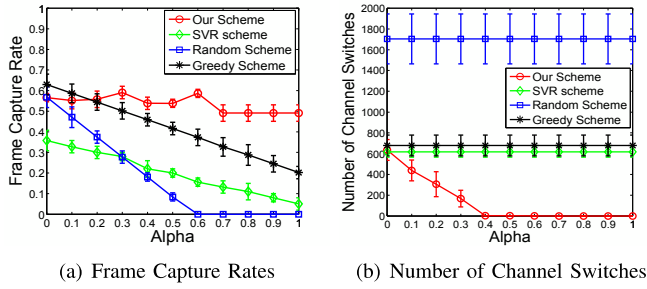 Frame Capture Rate
1
0.9
0.8
0.7
0.6
0.5
0.4
0.3
0.2
0.1
0
Our Scheme
SVR scheme
Random Scheme
Greedy Scheme
0 0.1 0.2 0.3 0.4 0.5 0.6 0.7 0.8 0.9 1
Alpha
(a) Frame Capture Rates
Number of Channel Switches
2000
1800
1600
1400
1200
1000
800
600
400
200
0
Our Scheme
SVR scheme
Random Scheme
Greedy Scheme
0 0.1 0.2 0.3 0.4 0.5 0.6 0.7 0.8 0.9 1
Alpha
(b) Number of Channel Switches